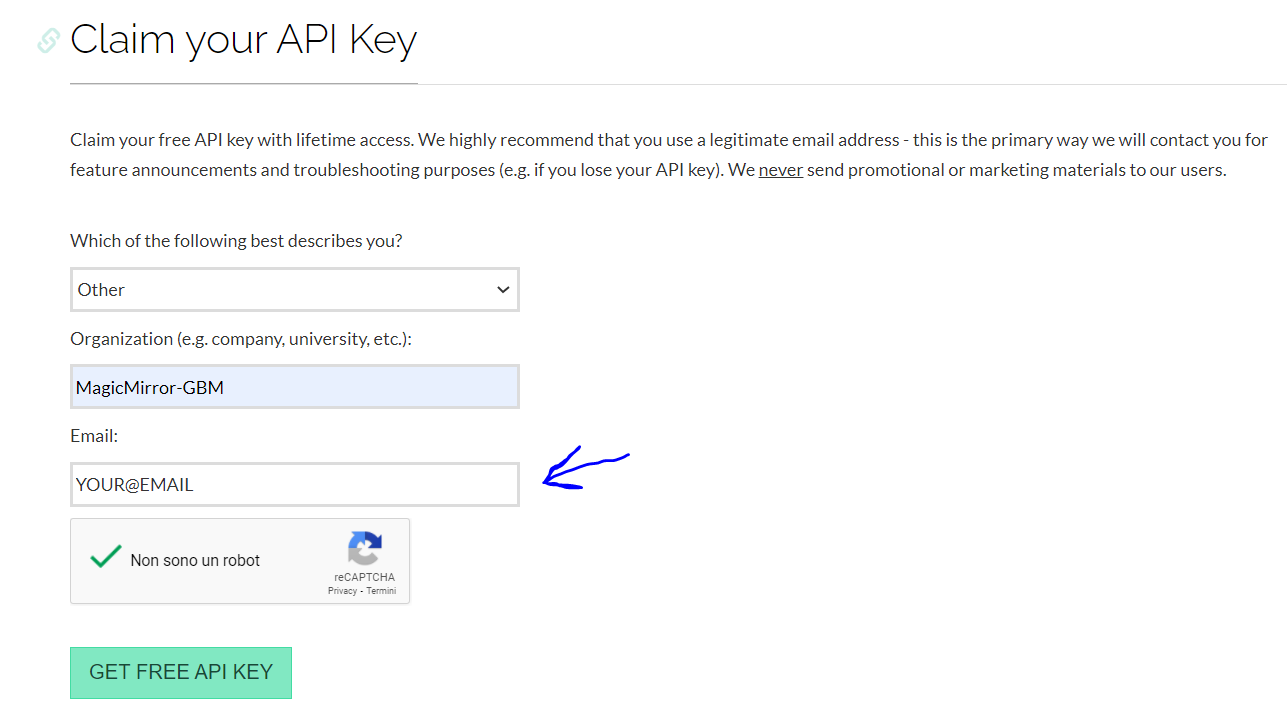 Claim your API Key
Claim your free API key with lifetime access. We highly recommend that you use a legitimate email address - this is the primary way we will contact you for
feature announcements and troubleshooting purposes (e.g. if you lose your API key). We never send promotional or marketing materials to our users.
Which of the following best describes you?
Other
Organization (e.g. company, university, etc.):
MagicMirror-GBM
Email:
YOUR@EMAIL
Non sono un robot
reCAPTCHA
Privacy - Termini
GET FREE API KEY